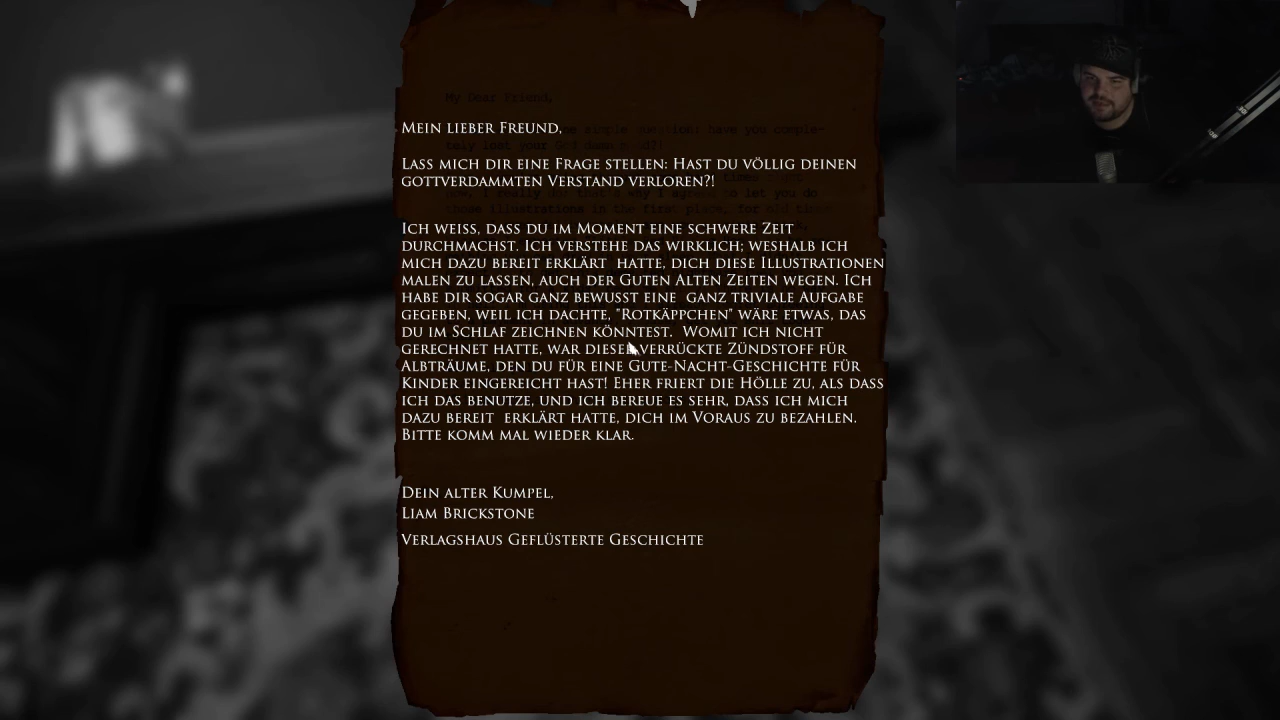 My Dear Friend,
MEIN LIEBER FREUND,
LASS MICH DIR EINE FRAGE STELLEN: HAST DU VÖLLIG DEINEN
GOTTVERDAMMTEN VERSTAND VERLOREN?!
ICH WEISS, DASS DU IM MOMENT EINE SCHWERE ZEIT
DURCHMACHST. ICH VERSTEHE DAS WIRKLICH; WESHALB ICH
MICH DAZU BEREIT ERKLÄRT HATTE, DICH DIESE ILLUSTRATIONEN
MALEN ZU LASSEN, AUCH DER GUTEN ALTEN ZEITEN WEGEN. ICH
HABE DIR SOGAR GANZ BEWUSST EINE GANZ TRIVIALE AUFGABE
GEGEBEN, WEIL ICH DACHTE, "ROTKÄPPCHEN" WÄRE ETWAS, DAS
DU IM SCHLAF ZEICHNEN KÖNNTEST. WOMIT ICH NICHT
GERECHNET HATTE, WAR DIESER VERRÜCKTE ZÜNDSTOFF FÜR
ALBTRÄUME, DEN DU FÜR EINE GUTE-NACHT-GESCHICHTE FÜR
KINDER EINGEREICHT HAST! EHER FRIERT DIE HÖLLE ZU, ALS DASS
ICH DAS BENUTZE, UND ICH BEREUE ES SEHR, DASS ICH MICH
DAZU BEREIT ERKLÄRT HATTE, DICH IM VORAUS ZU BEZAHLEN.
BITTE KOMM MAL WIEDER KLAR.
DEIN ALTER KUMPEL,
LIAM BRICKSTONE
VERLAGSHAUS GEFLÜSTERTE GESCHICHTE